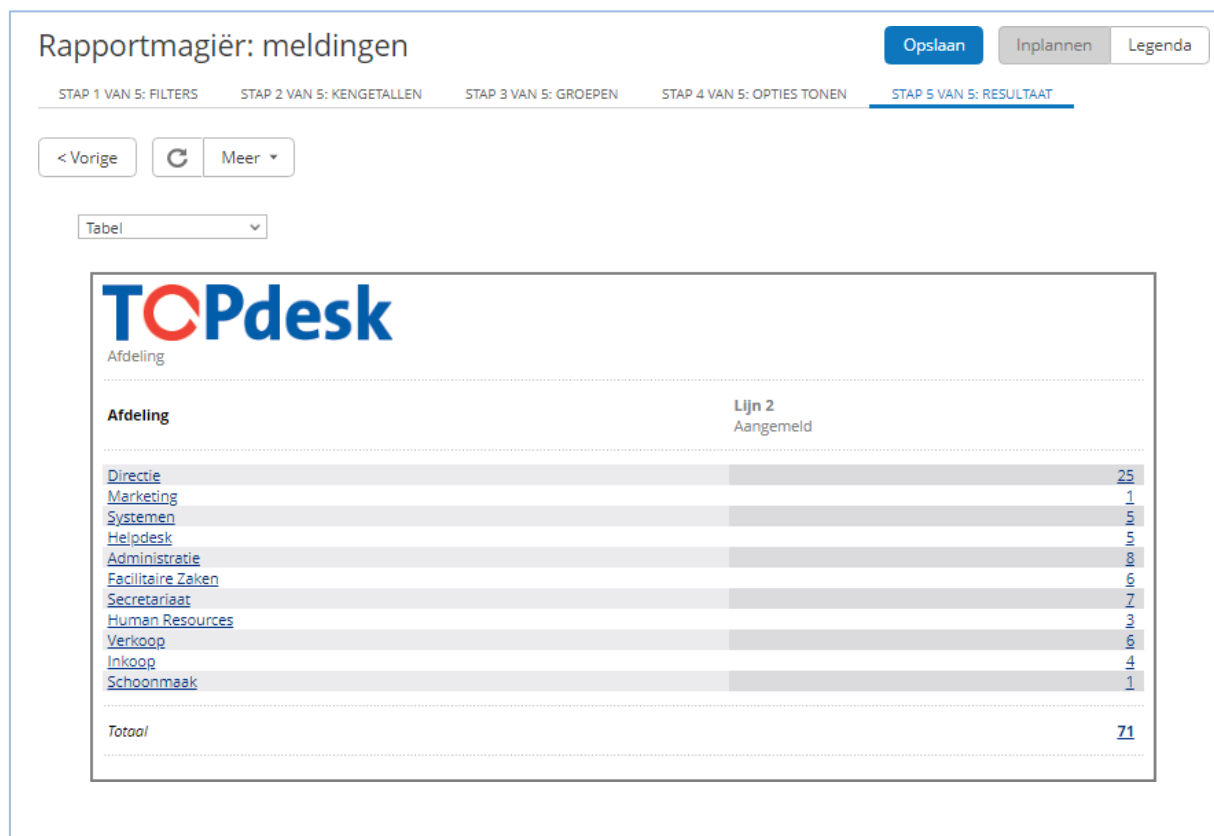 Rapportmagiër: meldingen
Opslaan Inplannen Legenda
STAP 1 VAN 5: FILTERS STAP 2 VAN 5: KENGETALLEN STAP 3 VAN 5: GROEPEN STAP 4 VAN 5: OPTIES TONEN STAP 5 VAN 5: RESULTAAT
< Vorige Meer
Tabel
TOPdesk
Afdeling
Afdeling Lijn 2
Aangemeld
Directie 25
Marketing 1
Systemen 5
Helpdesk 5
Administratie 8
Facilitaire Zaken 6
Secretariaat 7
Human Resources 3
Verkoop 6
Inkoop 4
Schoonmaak 1
Totaal 71